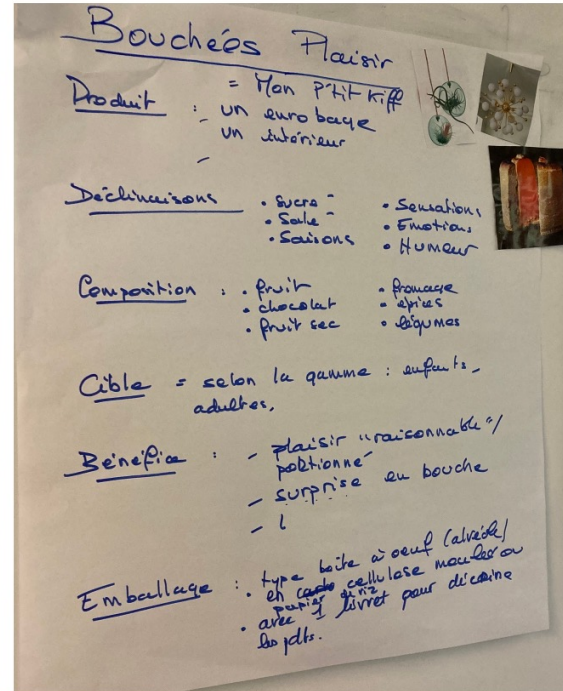 Bouchées Plaisir
= Mon P'tit Kiff
Produit : un enrobage
- un intérieur
-
Déclinaisons • Sucré • Sensations
• Salé • Emotions
• Saisons • Humeur
Composition : • fruit • fromage
• chocolat • épices
• fruit sec • légumes
Cible = selon la gamme : enfants,
adultes,
Bénéfice : - plaisir "raisonnable"/
portionné
- surprise en bouche
-
Emballage : • type boîte à oeuf (alvéole)
en cellulose moulée ou
papier
• avec 1 livret pour décrire
les pdts.